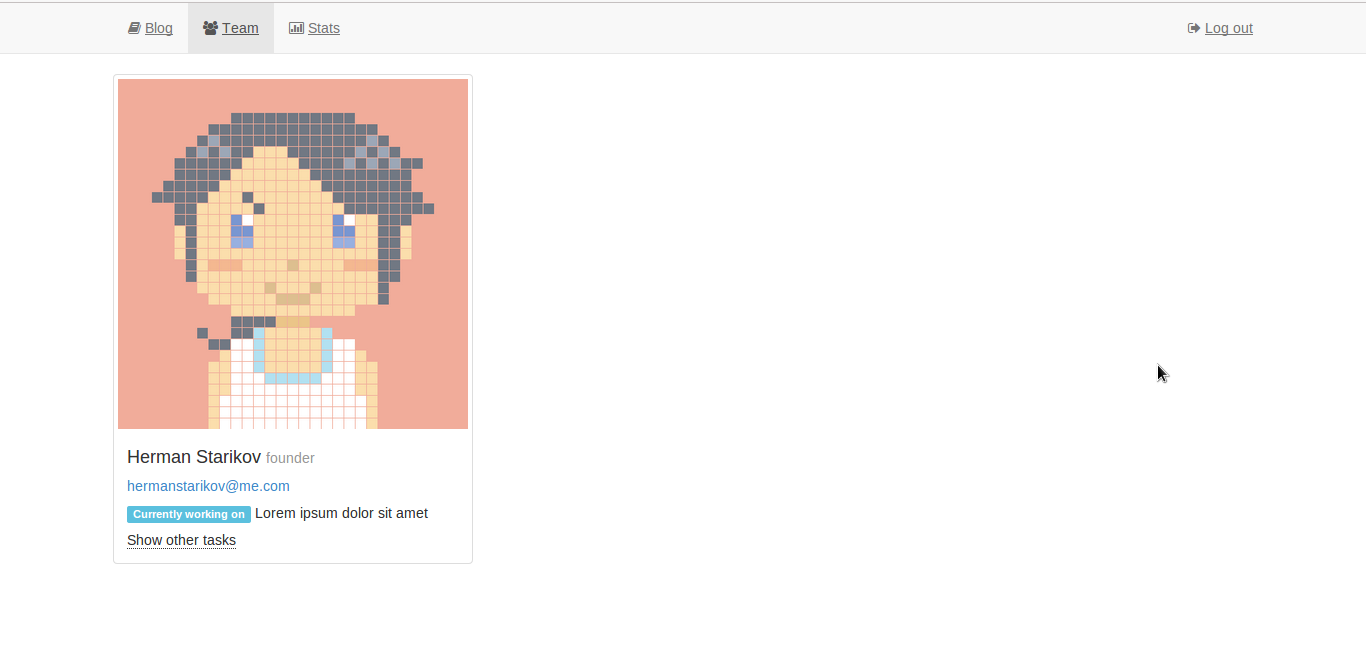 Blog Team Stats Log out
Herman Starikov founder
hermanstarikov@me.com
Currently working on Lorem ipsum dolor sit amet
Show other tasks